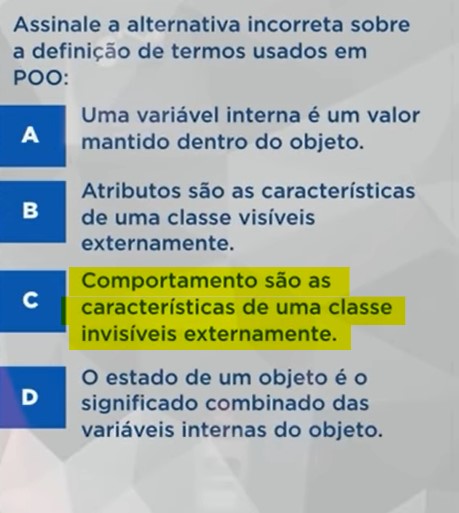 Assinale a alternativa incorreta sobre
a definição de termos usados em
POO:
A
Uma variável interna é um valor
mantido dentro do objeto.
B
Atributos são as características
de uma classe visíveis
externamente.
C
Comportamento são as
características de uma classe
invisíveis externamente.
D
O estado de um objeto é o
significado combinado das
variáveis internas do objeto.